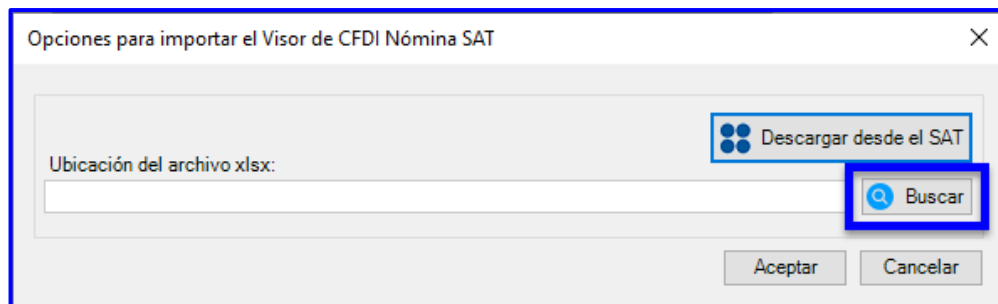 Opciones para importar el Visor de CFDI Nómina SAT
Descargar desde el SAT
Ubicación del archivo xlsx:
Buscar
Aceptar
Cancelar